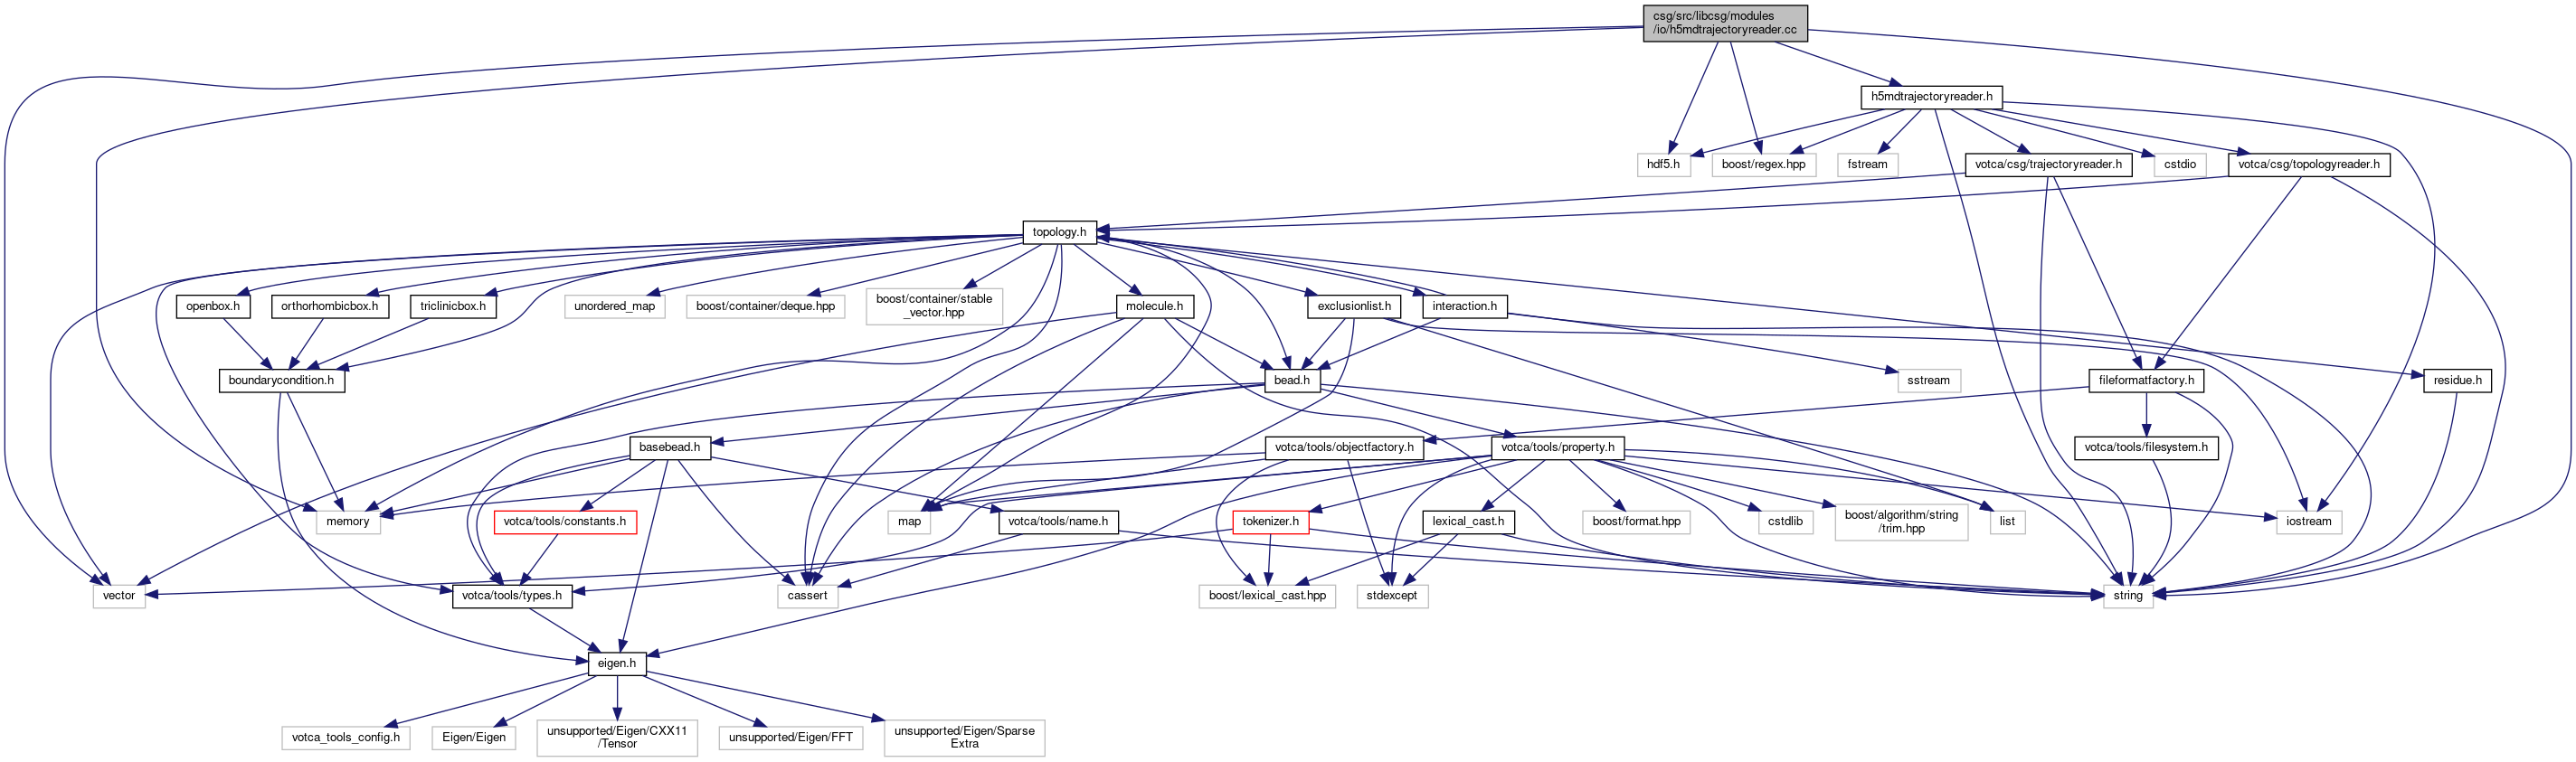 csg/src/libcsg/modules
/io/h5mdtrajectoryreader.cc
h5mdtrajectoryreader.h
hdf5.h
boost/regex.hpp
fstream
votca/csg/trajectoryreader.h
cstdio
votca/csg/topologyreader.h
topology.h
openbox.h
orthorhombicbox.h
triclinicbox.h
unordered_map
boost/container/deque.hpp
boost/container/stable
_vector.hpp
molecule.h
exclusionlist.h
interaction.h
boundarycondition.h
bead.h
sstream
fileformatfactory.h
residue.h
basebead.h
votca/tools/objectfactory.h
votca/tools/property.h
votca/tools/filesystem.h
memory
votca/tools/constants.h
map
votca/tools/name.h
tokenizer.h
lexical_cast.h
boost/format.hpp
cstdlib
boost/algorithm/string
/trim.hpp
list
iostream
vector
votca/tools/types.h
cassert
boost/lexical_cast.hpp
stdexcept
string
eigen.h
votca_tools_config.h
Eigen/Eigen
unsupported/Eigen/CXX11
/Tensor
unsupported/Eigen/FFT
unsupported/Eigen/Sparse
Extra